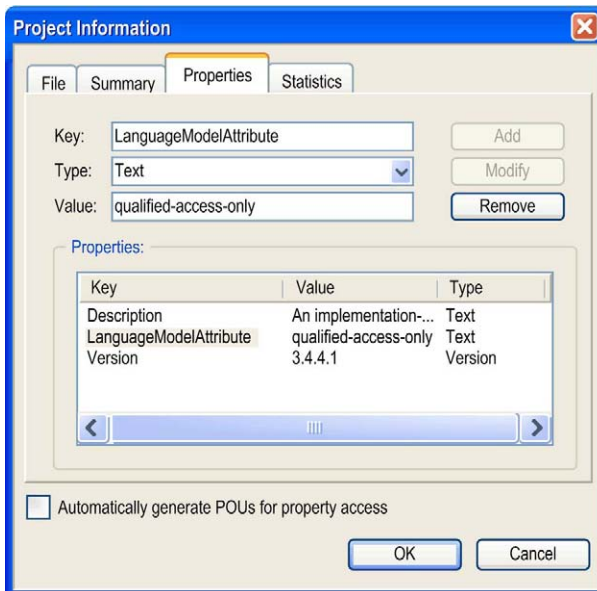 Project Information
File Summary Properties Statistics
Key: LanguageModelAttribute Add
Type: Text Modify
Value: qualified-access-only Remove
Properties:
Key Value Type
Description An implementation-... Text
LanguageModelAttribute qualified-access-only Text
Version 3.4.4.1 Version
Automatically generate POUs for property access
OK Cancel